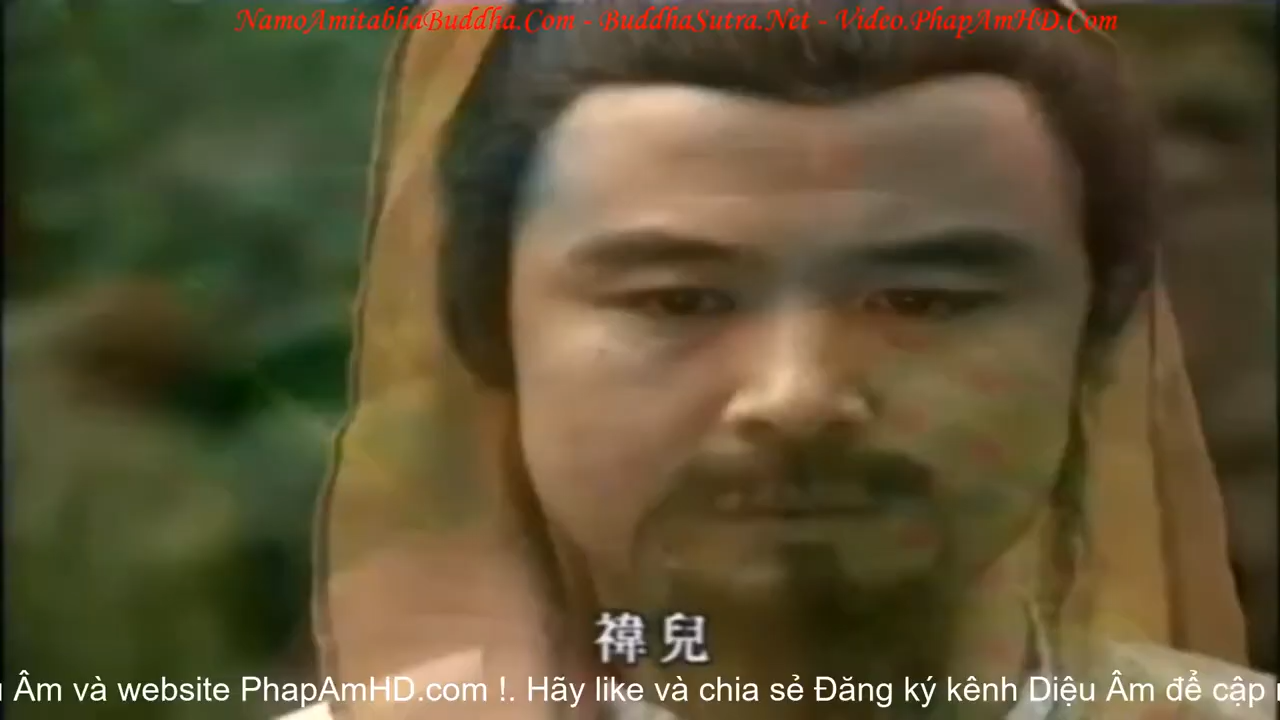 NamoAmitabhaBuddha.Com - BuddhaSutra.Net - Video.PhapAmHD.Com
禕兒
Âm và website PhapAmHD.com !. Hãy like và chia sẻ Đăng ký kênh Diệu Âm để cập